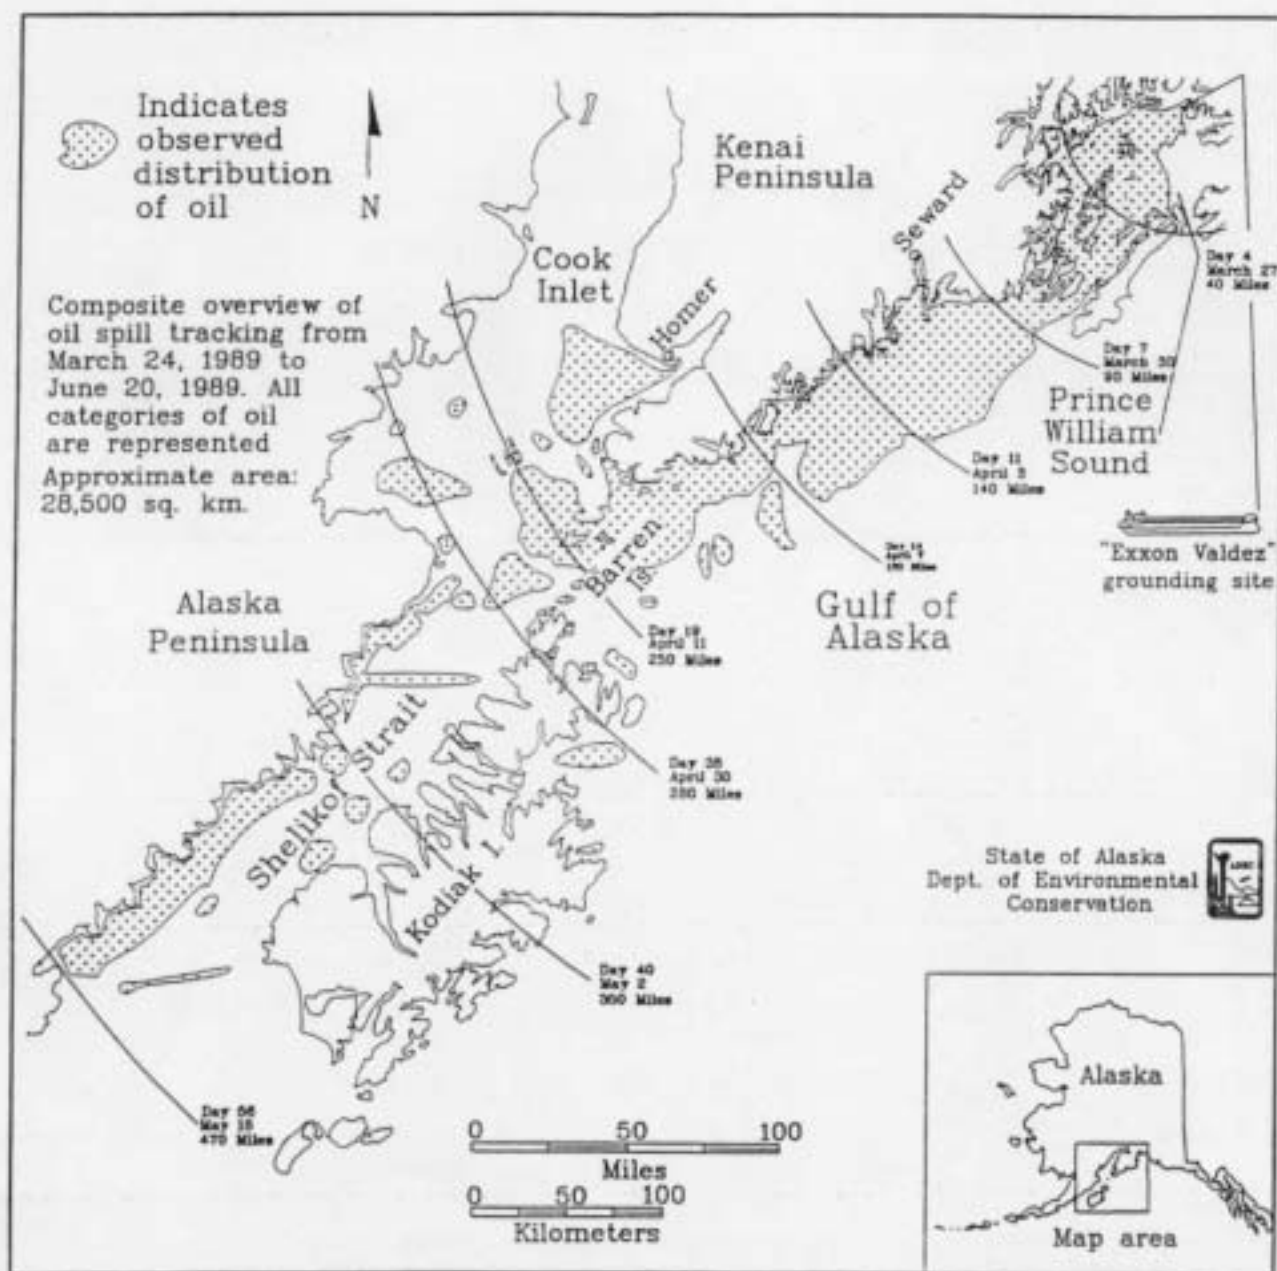 Indicates
observed
distribution
of oil
N
Composite overview of
oil spill tracking from
March 24, 1989 to
June 20, 1989. All
categories of oil
are represented
Approximate area:
28,500 sq. km.
Kenai
Peninsula
Seward
Cook
Inlet
Homer
Day 4
March 27
40 Miles
Day 7
March 30
90 Miles
Prince
William
Sound
Day 11
April 3
140 Miles
"Exxon Valdez"
grounding site
Barren
Is.
Gulf of
Alaska
Alaska
Peninsula
Day 19
April 11
250 Miles
Shelikof Strait
Day
April 30
Miles
Kodiak I.
State of Alaska
Dept. of Environmental
Conservation
Day 40
May 2
360 Miles
Day 56
May 18
470 Miles
0 50 100
Miles
0 50 100
Kilometers
Alaska
Map area